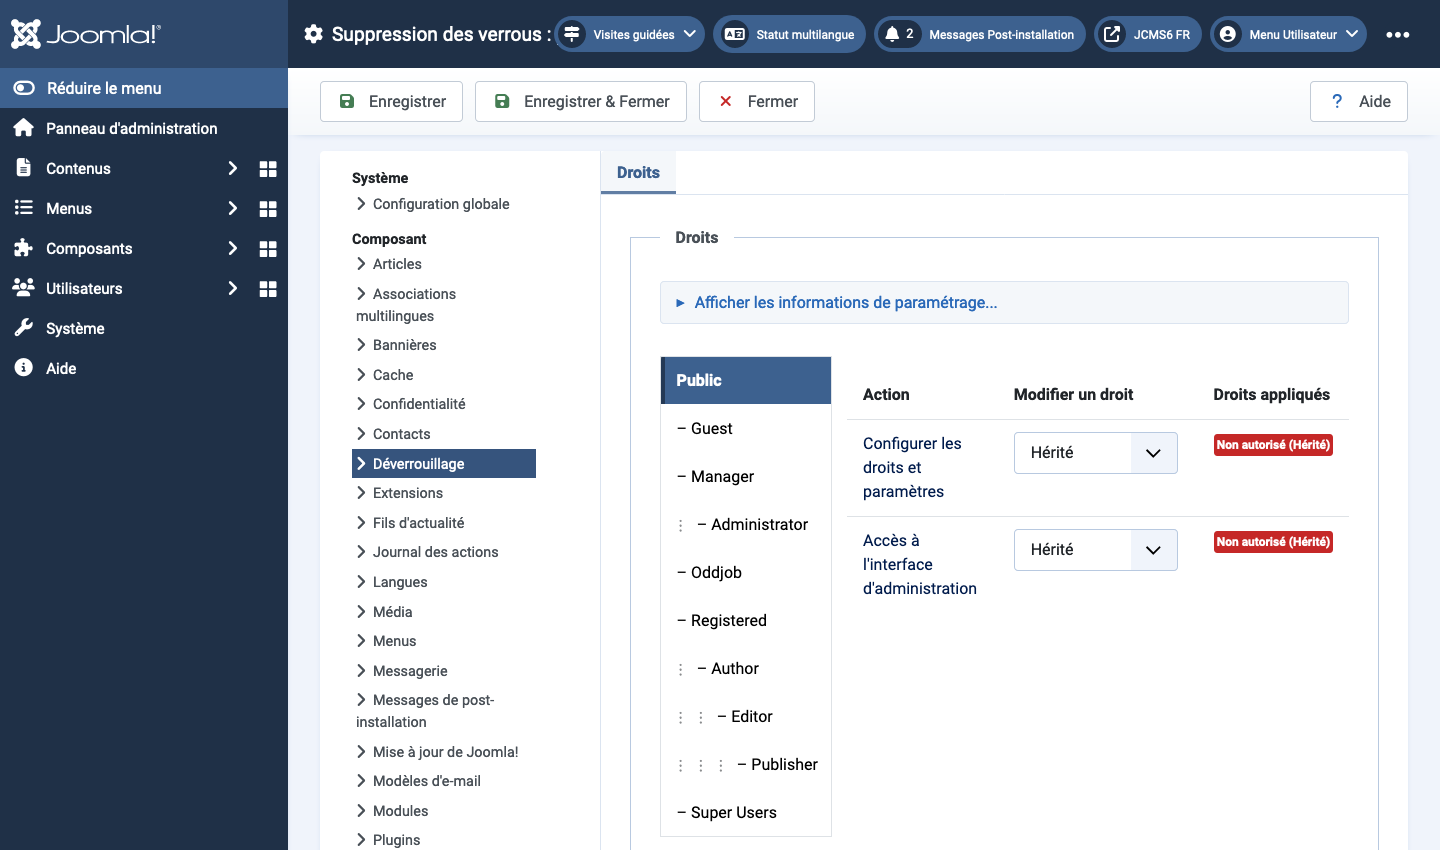 Joomla!
Suppression des verrous :
Visites guidées
Statut multilangue
2 Messages Post-installation
JCMS6 FR
Menu Utilisateur
Réduire le menu
Panneau d'administration
Contenus
Menus
Composants
Utilisateurs
Système
Aide
Enregistrer
Enregistrer & Fermer
Fermer
? Aide
Système
Configuration globale
Composant
Articles
Associations
multilingues
Bannières
Cache
Confidentialité
Contacts
Déverrouillage
Extensions
Fils d'actualité
Journal des actions
Langues
Média
Menus
Messagerie
Messages de post-
installation
Mise à jour de Joomla!
Modèles d'e-mail
Modules
Plugins
Droits
Droits
► Afficher les informations de paramétrage...
Public
– Guest
– Manager
⋮ – Administrator
– Oddjob
– Registered
⋮ – Author
⋮ ⋮ – Editor
⋮ ⋮ ⋮ – Publisher
– Super Users
Action Modifier un droit Droits appliqués
Configurer les
droits et
paramètres
Hérité
Non autorisé (Hérité)
Accès à
l'interface
d'administration
Hérité
Non autorisé (Hérité)